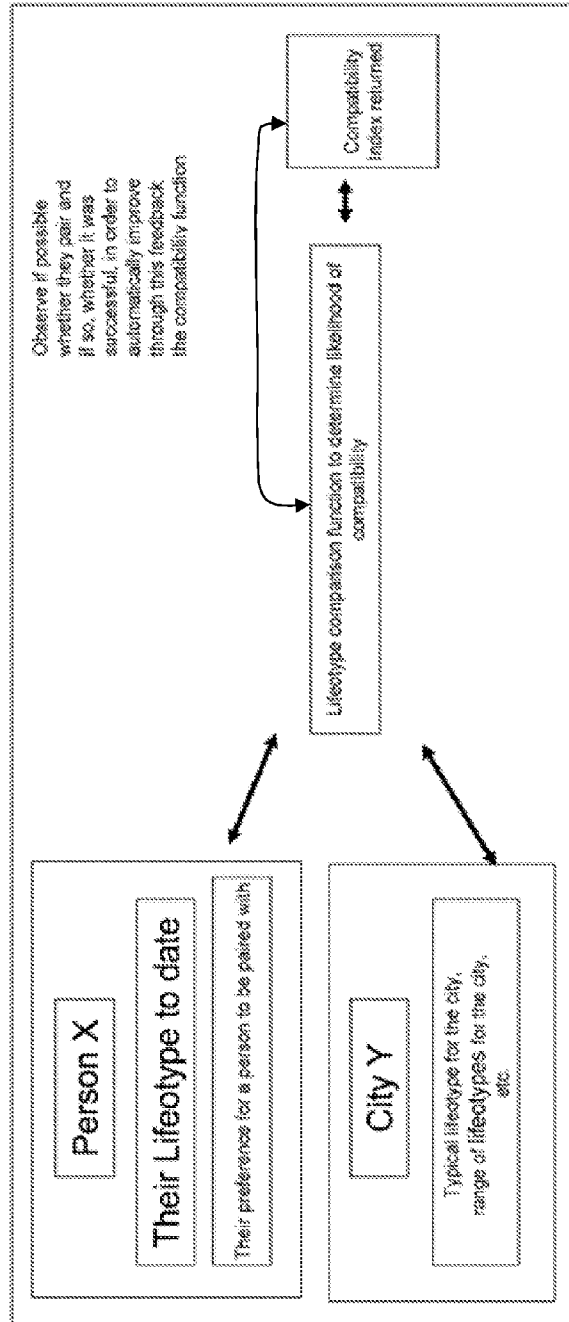 Person X
Their Lifeotype to date
Their preference for a person to be paired with
City Y
Typical lifeotype for the city,
range of lifeotypes for the city,
etc.
Lifeotype comparison function to determine likelihood of
compatibility
Observe if possible
whether they pair and
if so, whether it was
successful, in order to
automatically improve
through this feedback
the compatibility function
Compatibility
Index returned